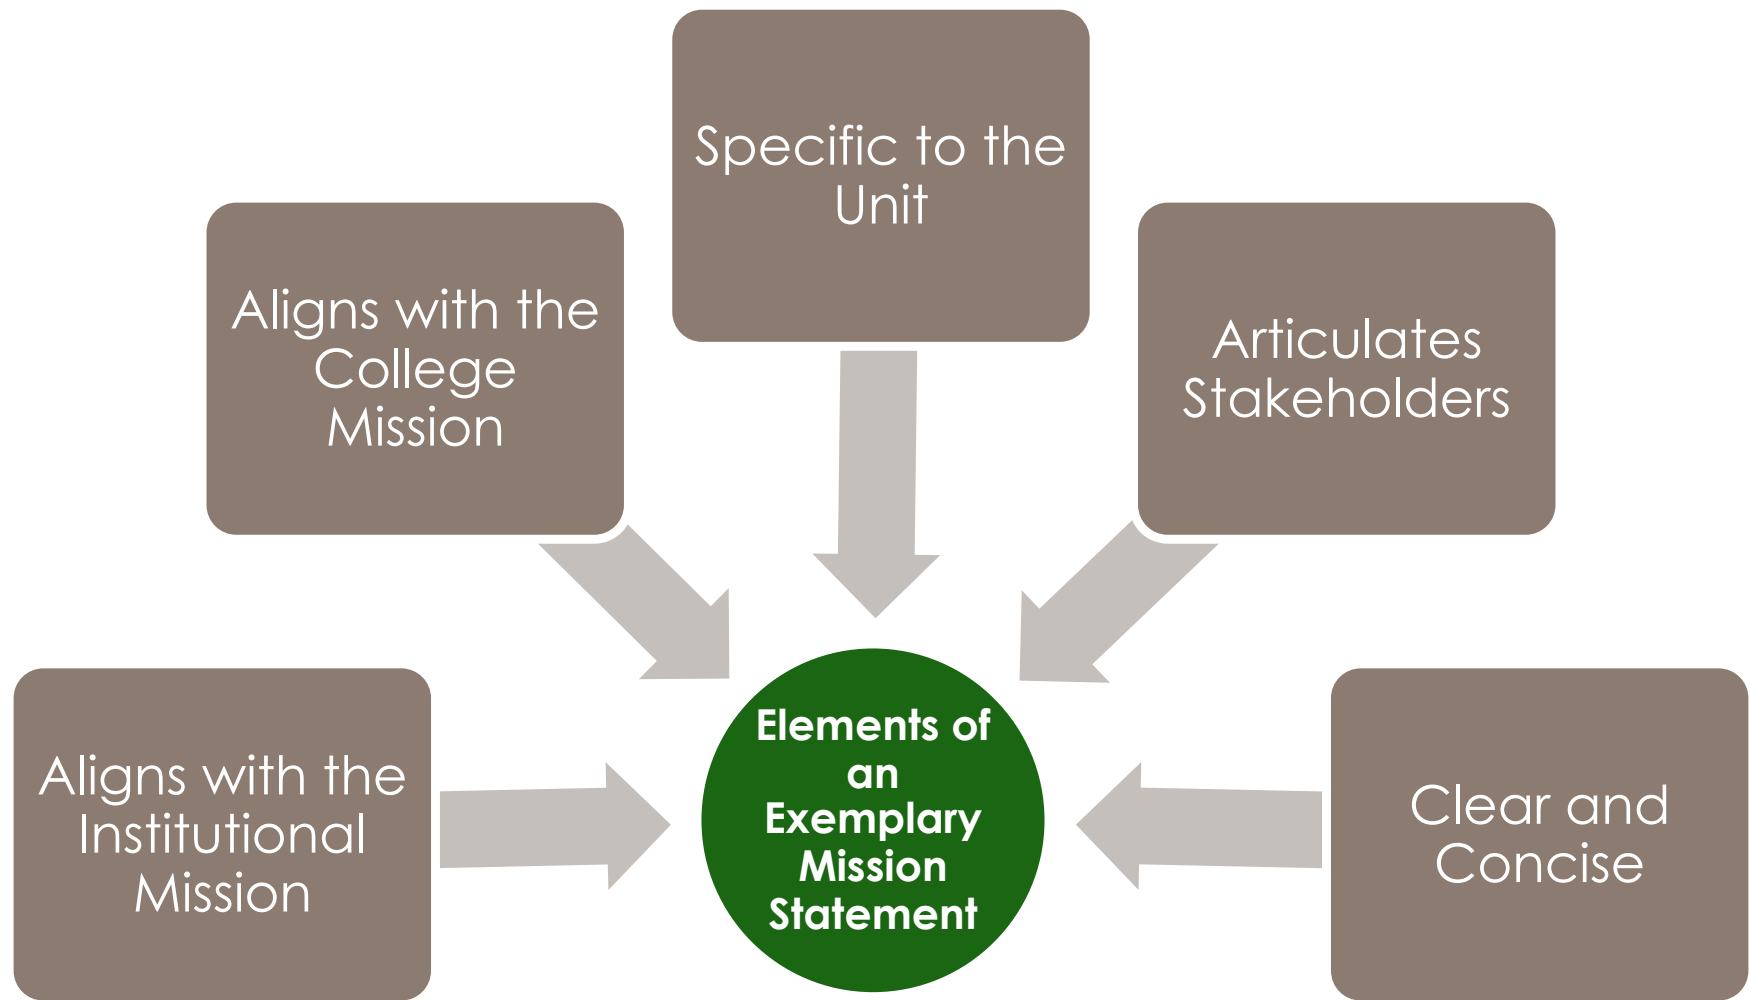 Specific to the
Unit
Aligns with the
College
Mission
Articulates
Stakeholders
Aligns with the
Institutional
Mission
Elements of
an
Exemplary
Mission
Statement
Clear and
Concise